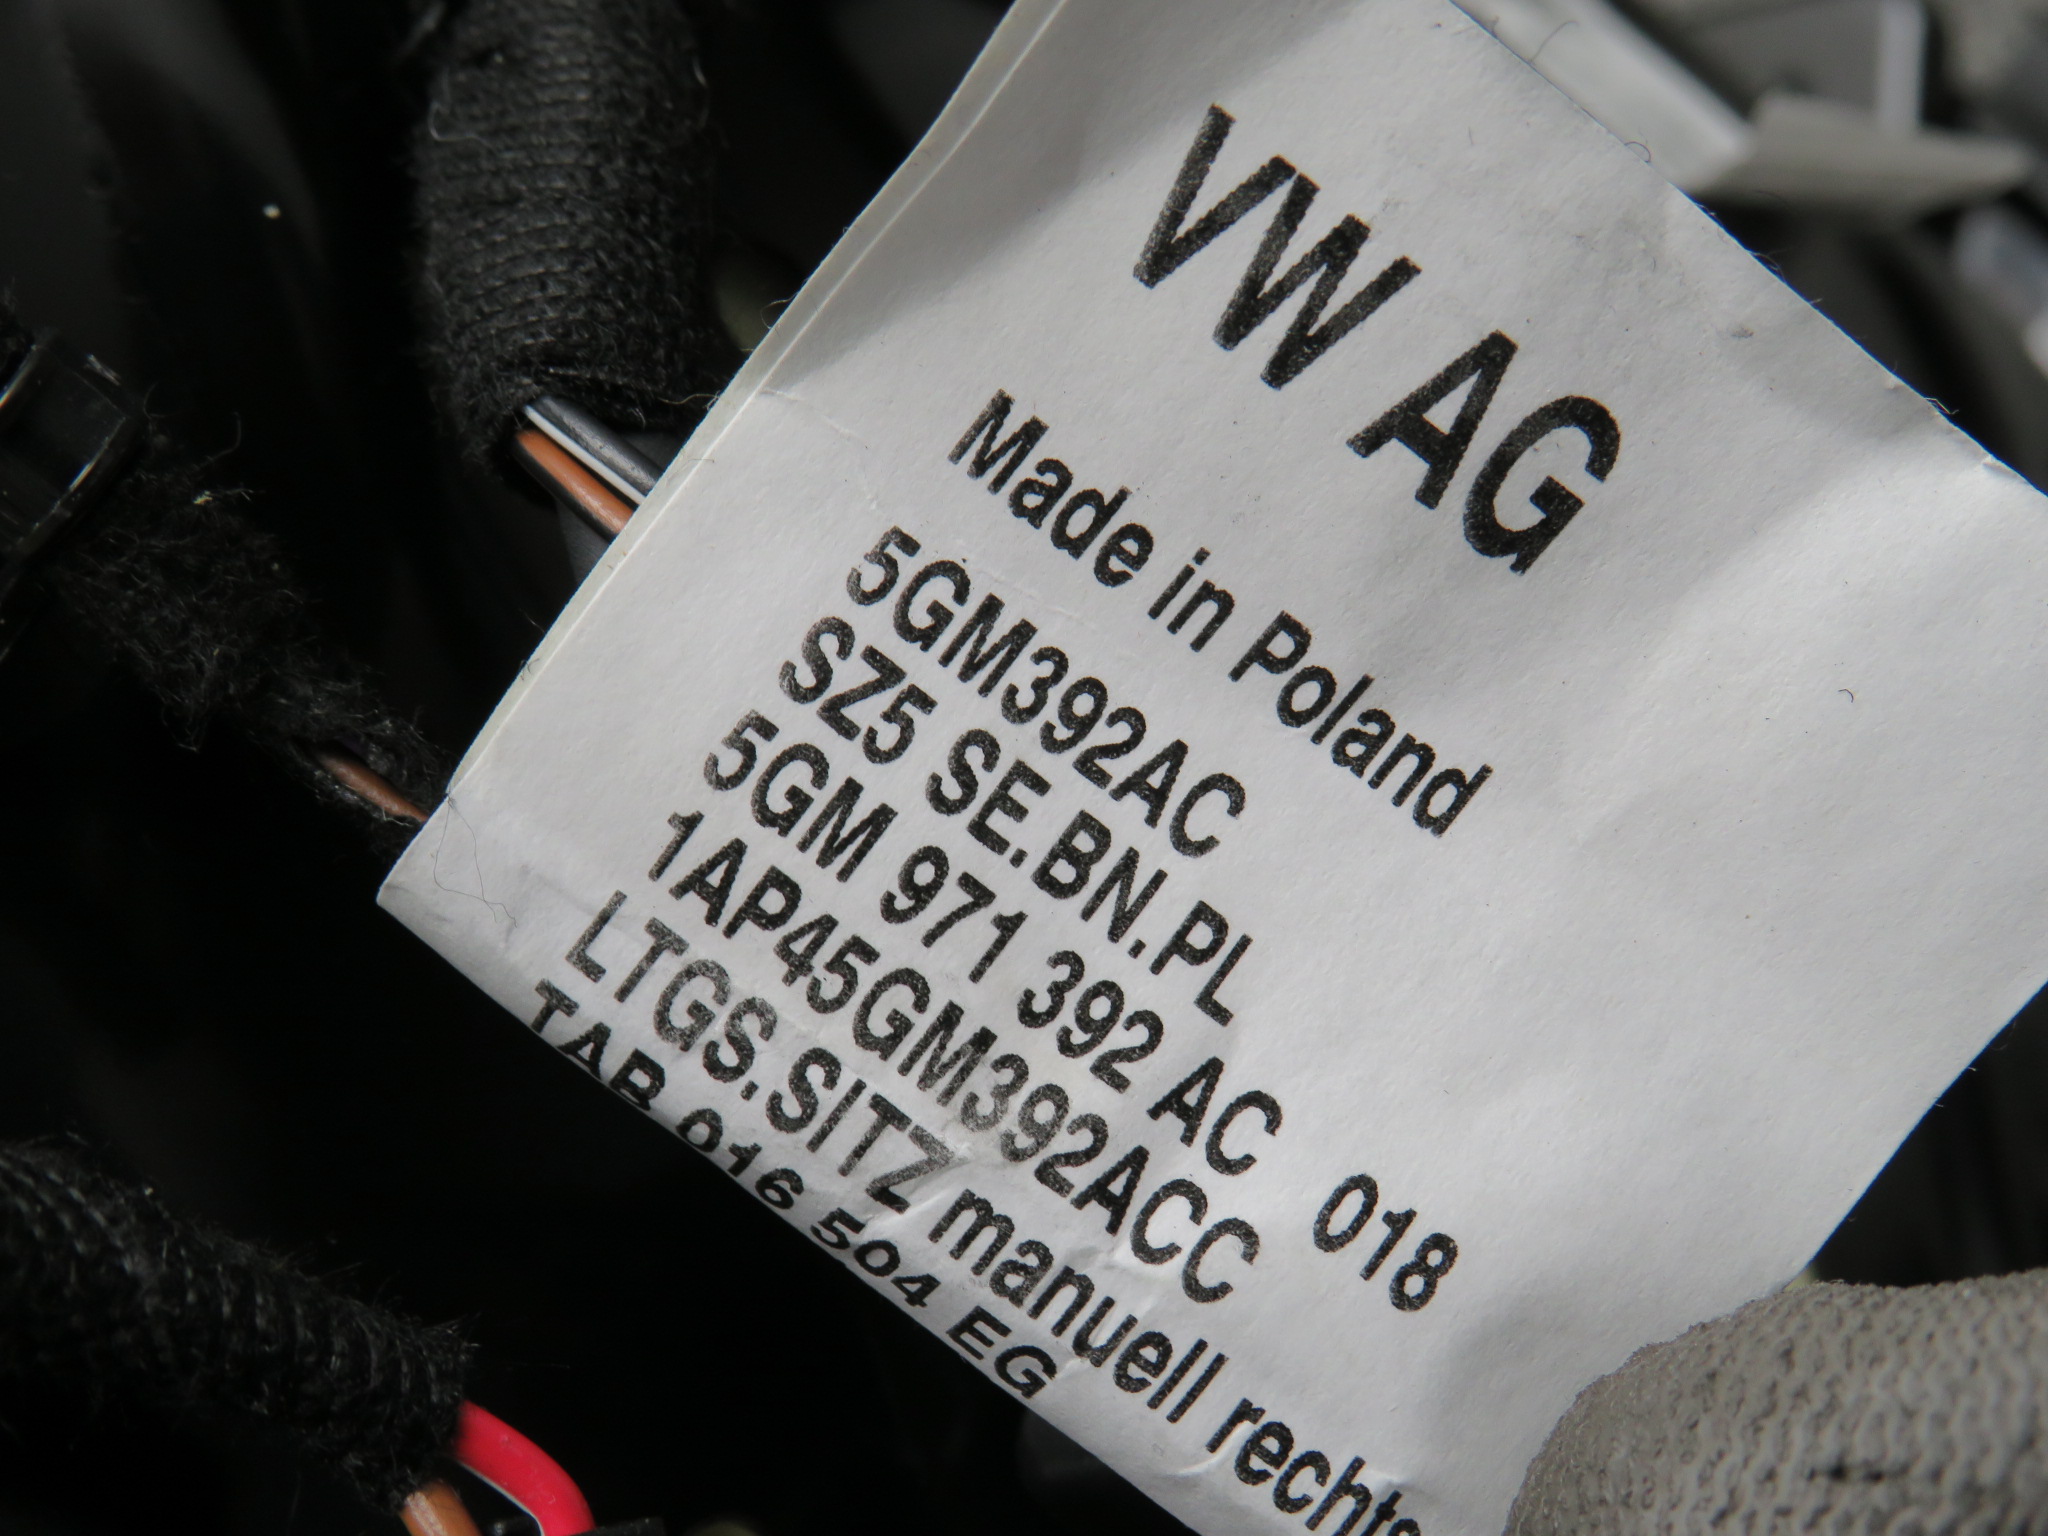 VW AG
Made in Poland
5GM392AC
SZ5 SE.BN.PL
5GM 971 392 AC 018
1AP45GM392ACC
LTGS.SITZ manuell rechts
TAB 016 504 EG